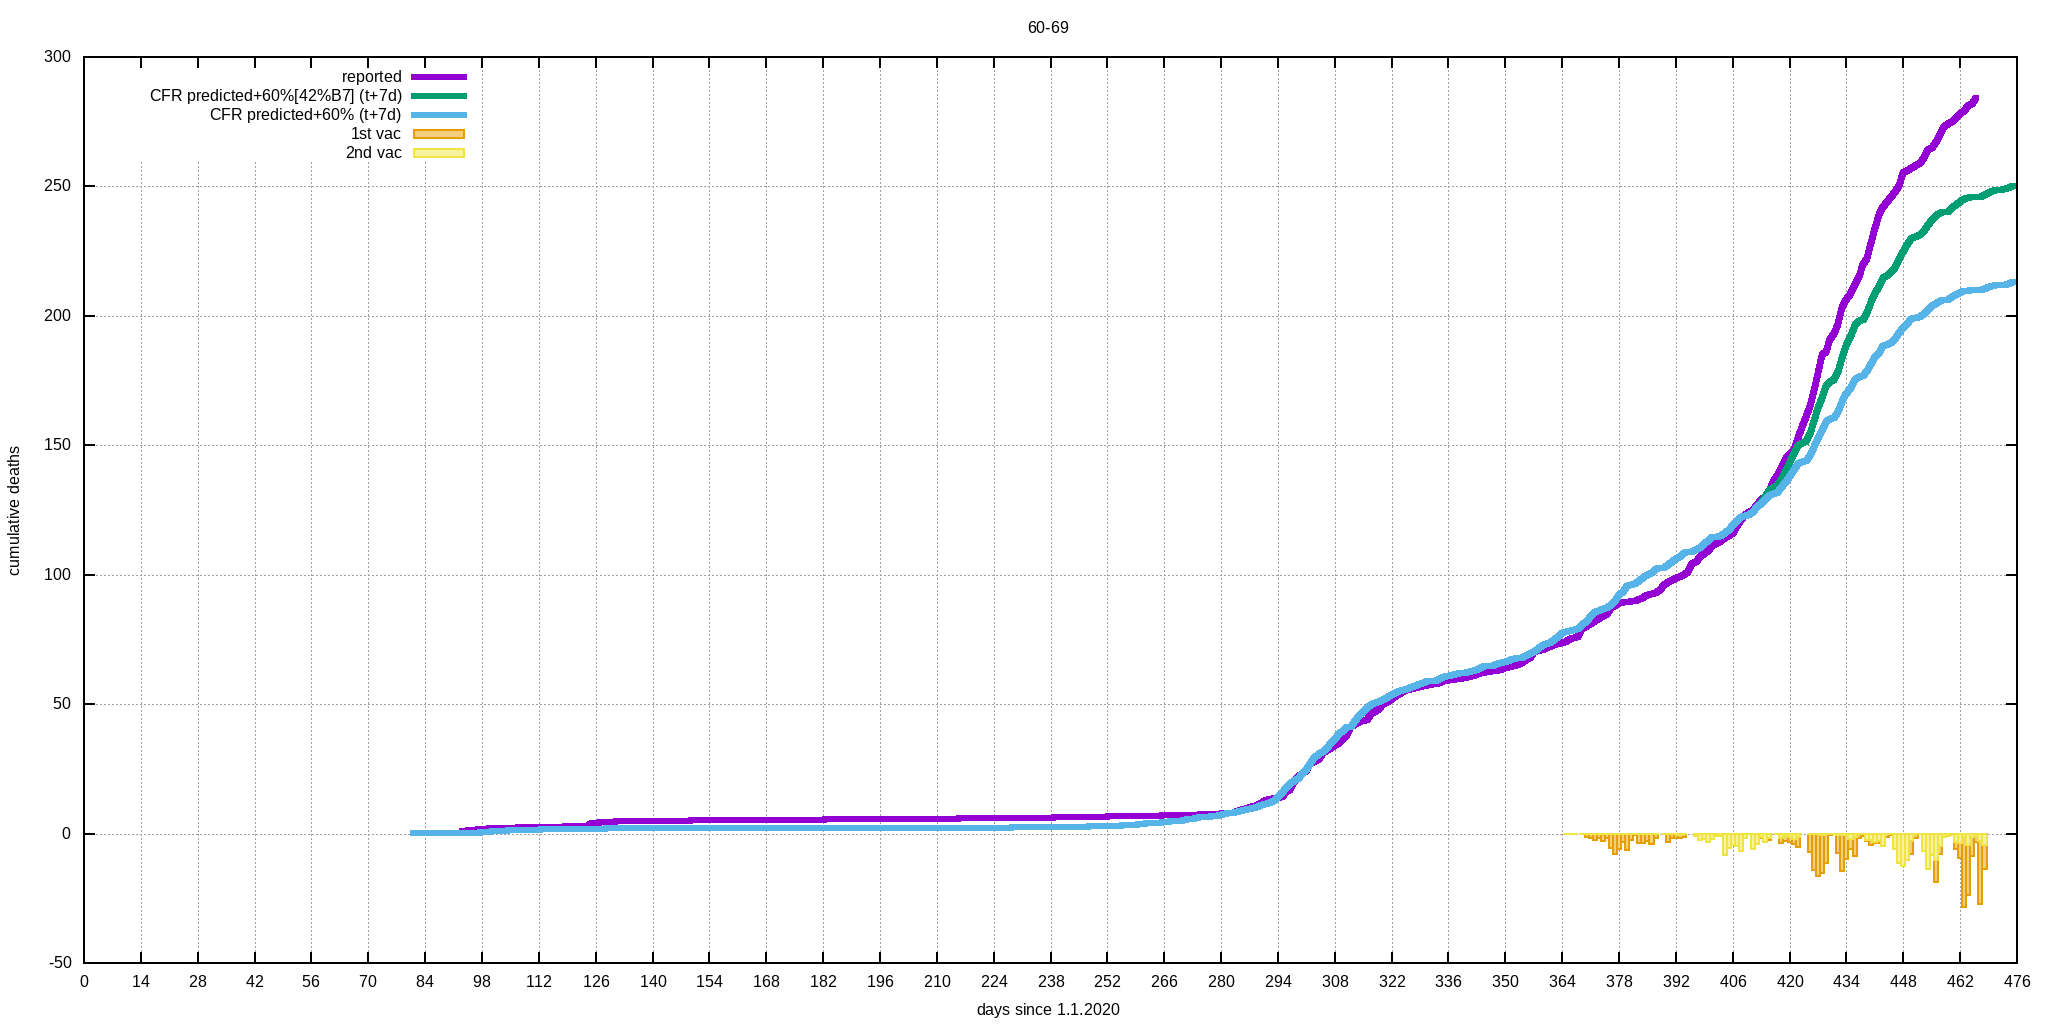 60-69
300
250
200
150
100
50
0
-50
cumulative deaths
reported
CFR predicted+60%[42%B7] (t+7d)
CFR predicted+60% (t+7d)
1st vac
2nd vac
0 14 28 42 56 70 84 98 112 126 140 154 168 182 196 210 224 238 252 266 280 294 308 322 336 350 364 378 392 406 420 434 448 462 476
days since 1.1.2020